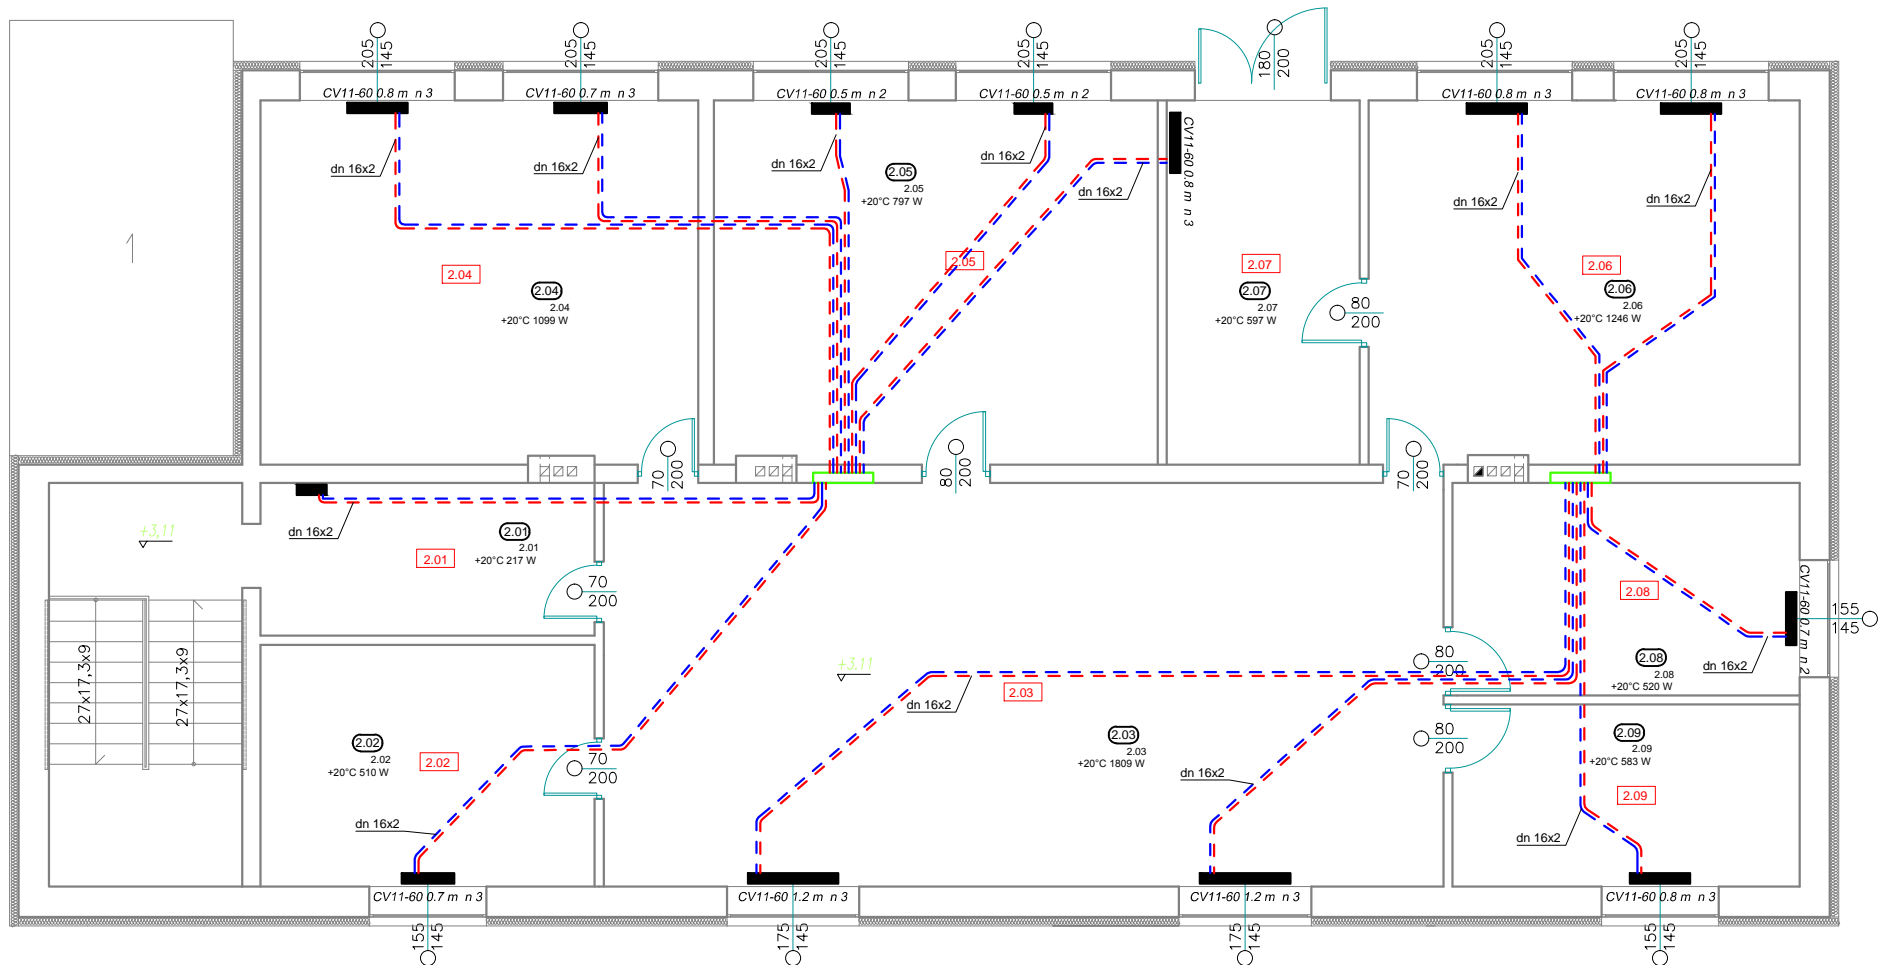 205
145
205
145
205
145
205
145
180
200
205
145
205
145
CV11-60 0.8 m n 3
CV11-60 0.7 m n 3
CV11-60 0.5 m n 2
CV11-60 0.5 m n 2
CV11-60 0.8 m n 3
CV11-60 0.8 m n 3
CV11-60 0.8 m n 3
dn 16x2
dn 16x2
dn 16x2
dn 16x2
dn 16x2
dn 16x2
dn 16x2
2.05
2.05
+20°C 797 W
2.04
2.05
2.07
2.06
2.04
2.04
+20°C 1099 W
2.07
2.07
+20°C 597 W
2.06
2.06
+20°C 1246 W
80
200
70
200
80
200
70
200
+3,11
dn 16x2
2.01
2.01
2.01
+20°C 217 W
70
200
2.08
CV11-60 0.7 m n 2
155
145
27x17,3x9
27x17,3x9
+3,11
80
200
2.08
2.08
+20°C 520 W
dn 16x2
dn 16x2
2.03
2.02
2.02
+20°C 510 W
2.02
70
200
2.03
2.03
+20°C 1809 W
80
200
2.09
2.09
+20°C 583 W
dn 16x2
2.09
dn 16x2
dn 16x2
CV11-60 0.7 m n 3
CV11-60 1.2 m n 3
CV11-60 1.2 m n 3
CV11-60 0.8 m n 3
155
145
175
145
175
145
155
145